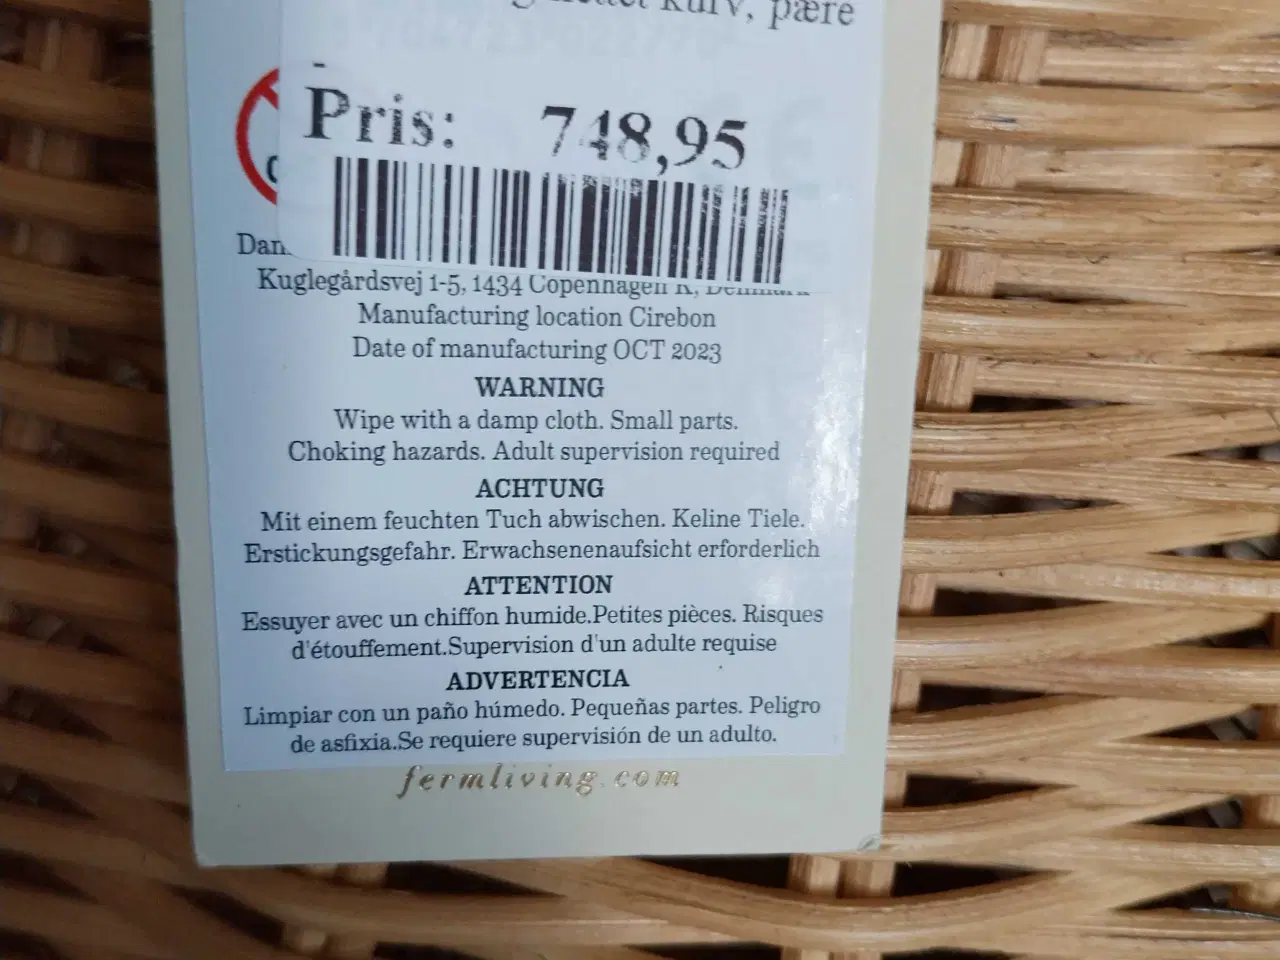 kurv, pære
Pris: 748,95
Kuglegårdsvej 1-5, 1434 Copenhagen K, Denmark
Manufacturing location Cirebon
Date of manufacturing OCT 2023
WARNING
Wipe with a damp cloth. Small parts.
Choking hazards. Adult supervision required
ACHTUNG
Mit einem feuchten Tuch abwischen. Keline Tiele.
Erstickungsgefahr. Erwachsenenaufsicht erforderlich
ATTENTION
Essuyer avec un chiffon humide.Petites pièces. Risques
d'étouffement.Supervision d'un adulte requise
ADVERTENCIA
Limpiar con un paño húmedo. Pequeñas partes. Peligro
de asfixia.Se requiere supervisión de un adulto.
fermliving.com